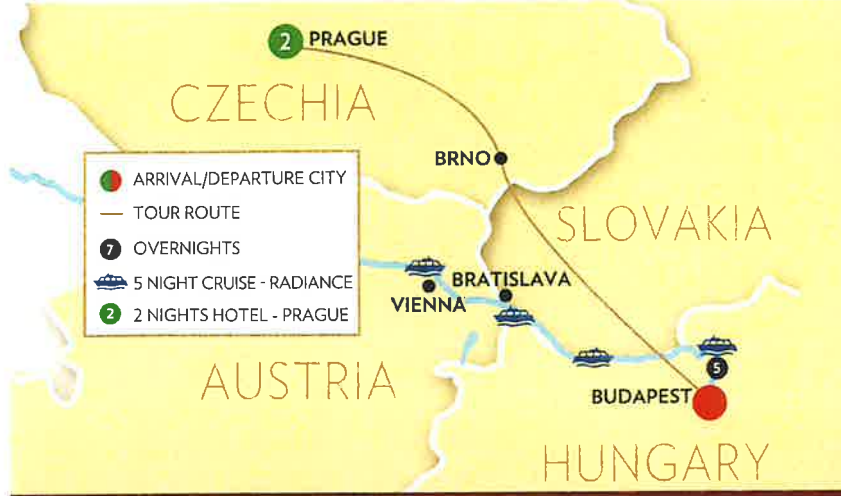 2 PRAGUE
CZECHIA
BRNO
ARRIVAL/DEPARTURE CITY
TOUR ROUTE
7 OVERNIGHTS
5 NIGHT CRUISE - RADIANCE
2 2 NIGHTS HOTEL - PRAGUE
SLOVAKIA
BRATISLAVA
VIENNA
AUSTRIA
5
BUDAPEST
HUNGARY